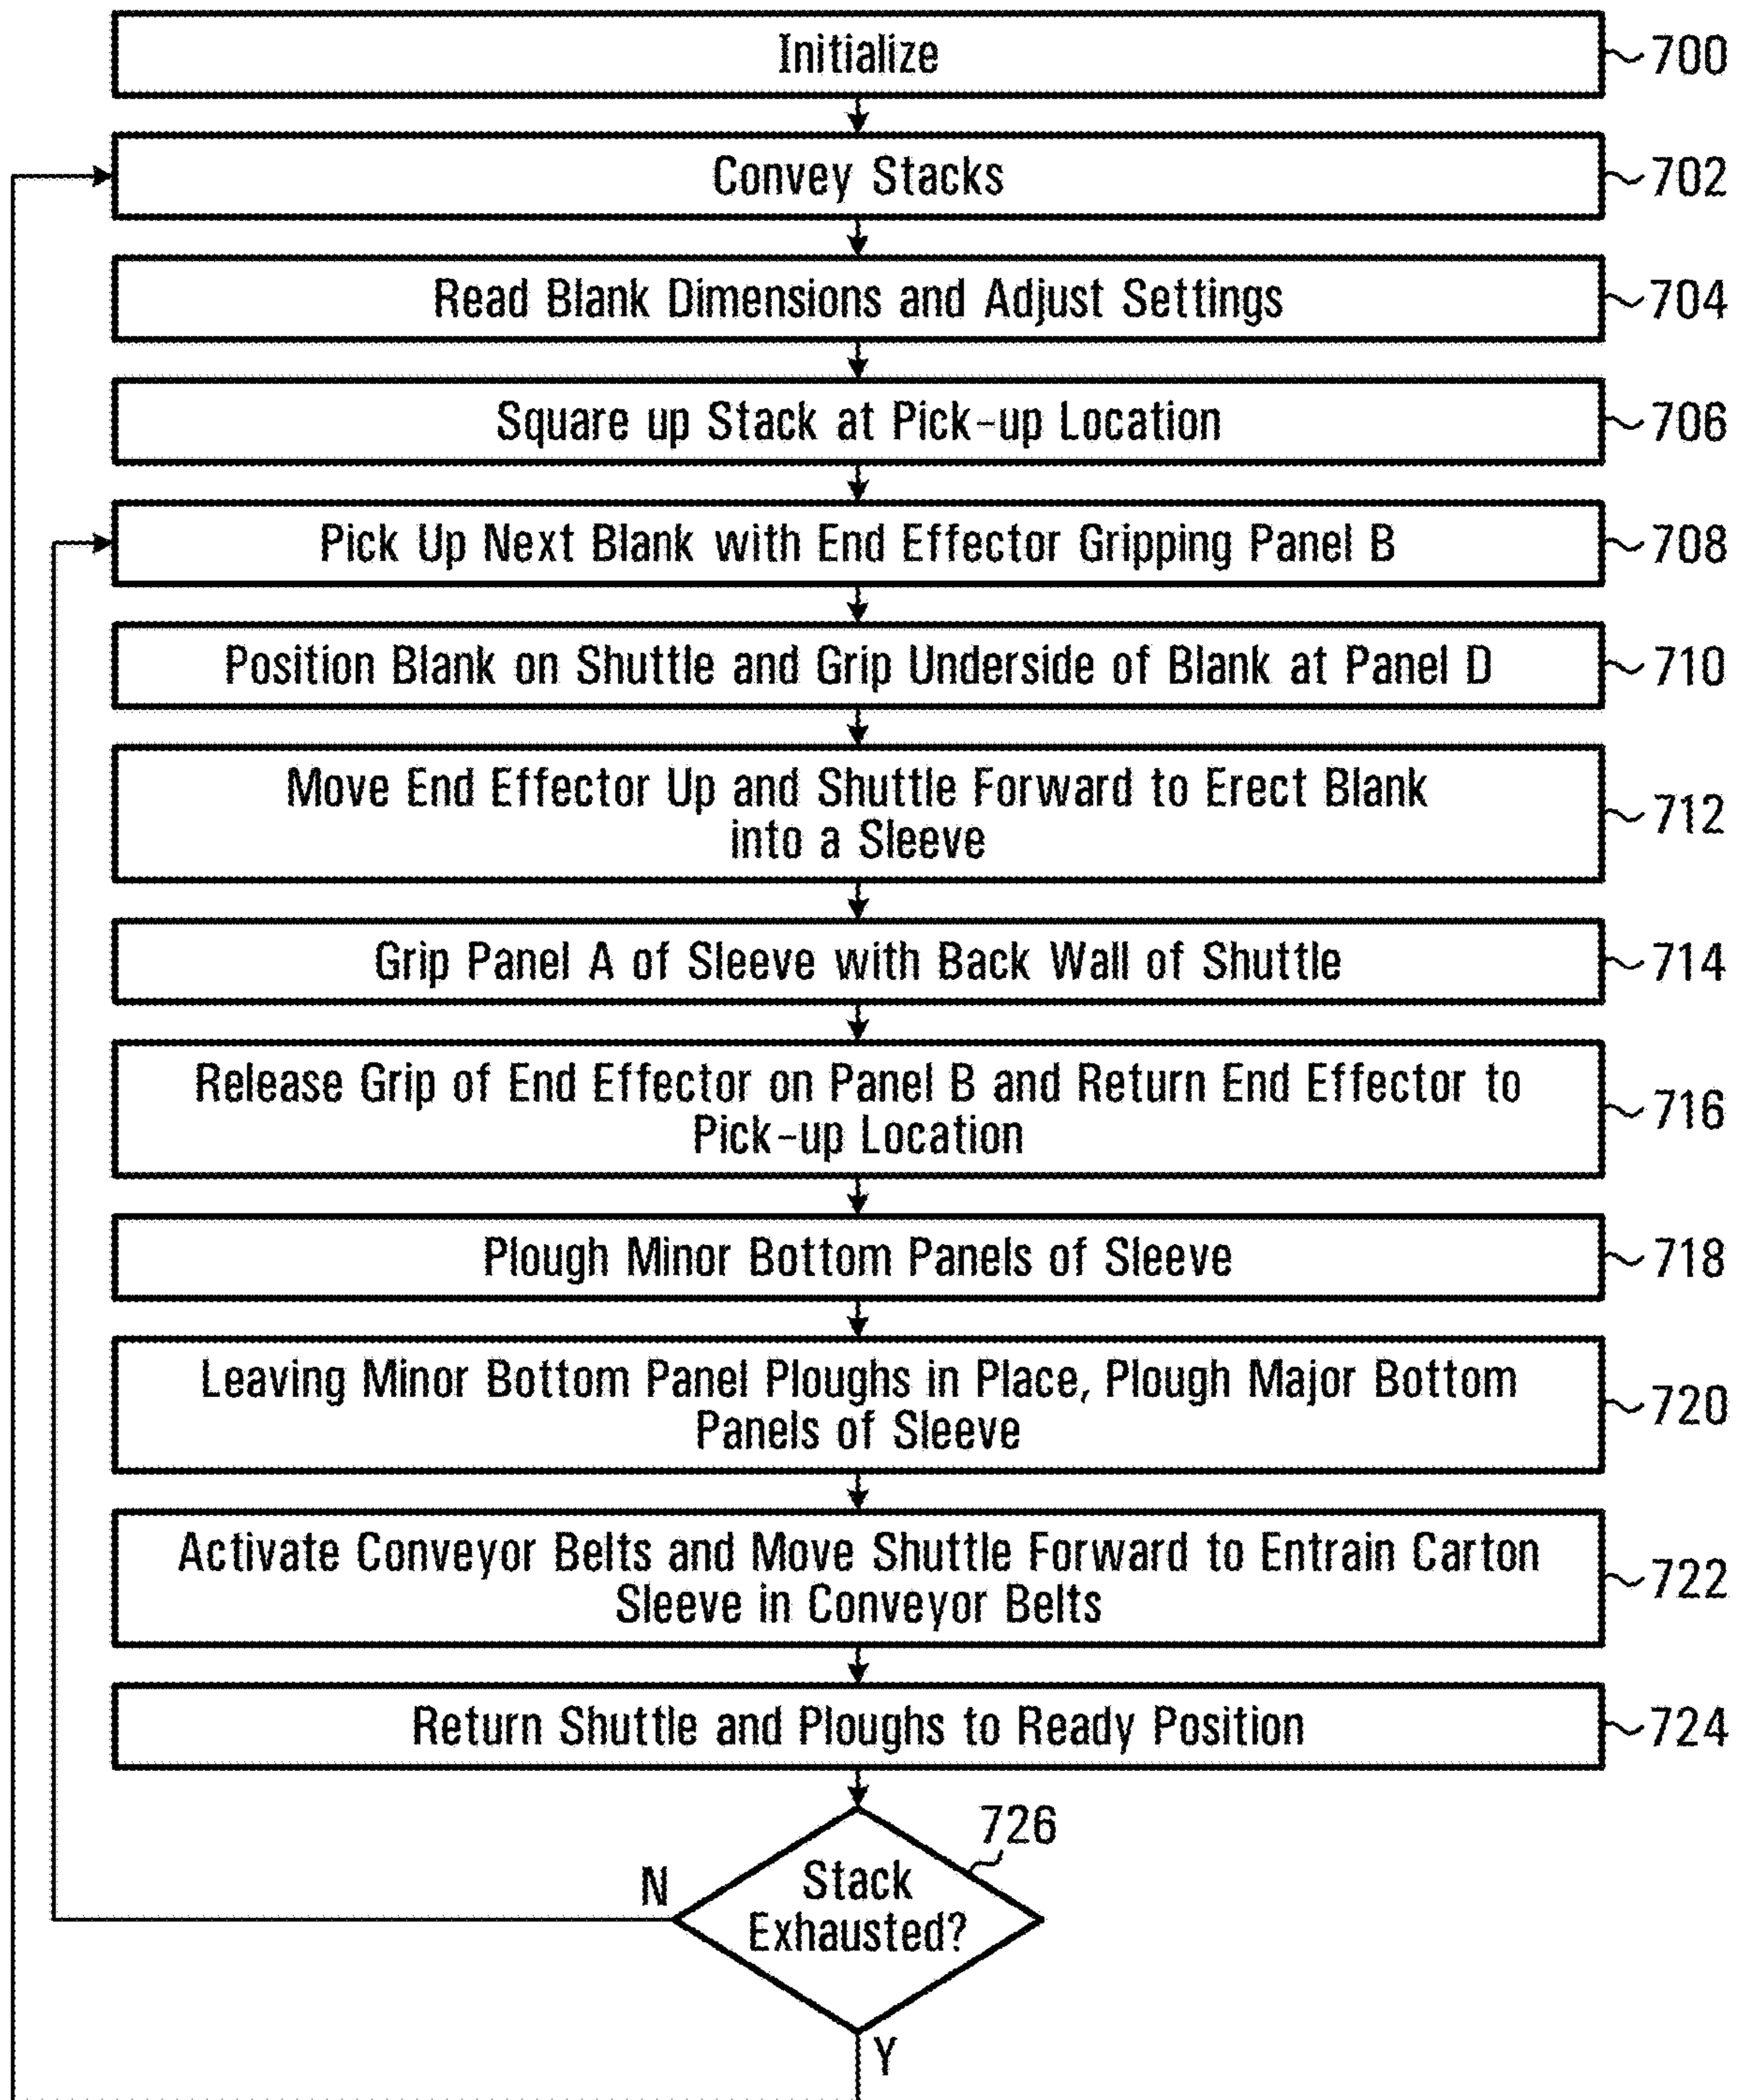 Initialize
700
Convey Stacks
702
Read Blank Dimensions and Adjust Settings
704
Square up Stack at Pick-up Location
706
Pick Up Next Blank with End Effector Gripping Panel B
708
Position Blank on Shuttle and Grip Underside of Blank at Panel D
710
Move End Effector Up and Shuttle Forward to Erect Blank
into a Sleeve
712
Grip Panel A of Sleeve with Back Wall of Shuttle
714
Release Grip of End Effector on Panel B and Return End Effector to
Pick-up Location
716
Plough Minor Bottom Panels of Sleeve
718
Leaving Minor Bottom Panel Ploughs in Place, Plough Major Bottom
Panels of Sleeve
720
Activate Conveyor Belts and Move Shuttle Forward to Entrain Carton
Sleeve in Conveyor Belts
722
Return Shuttle and Ploughs to Ready Position
724
726
N
Stack
Exhausted?
Y